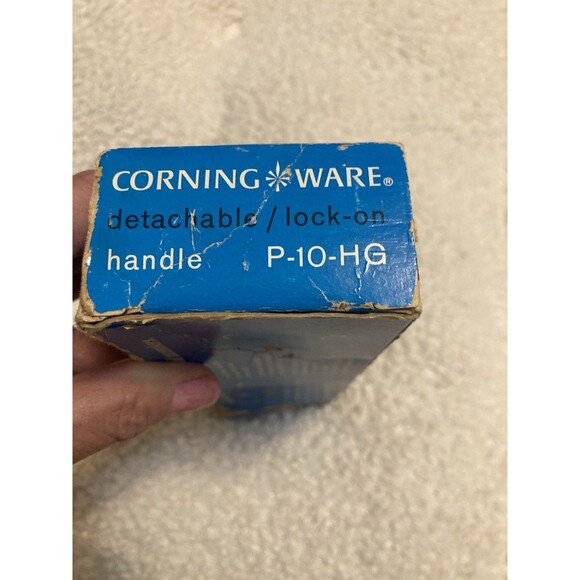 CORNING WARE®
detachable / lock-on
handle P-10-HG